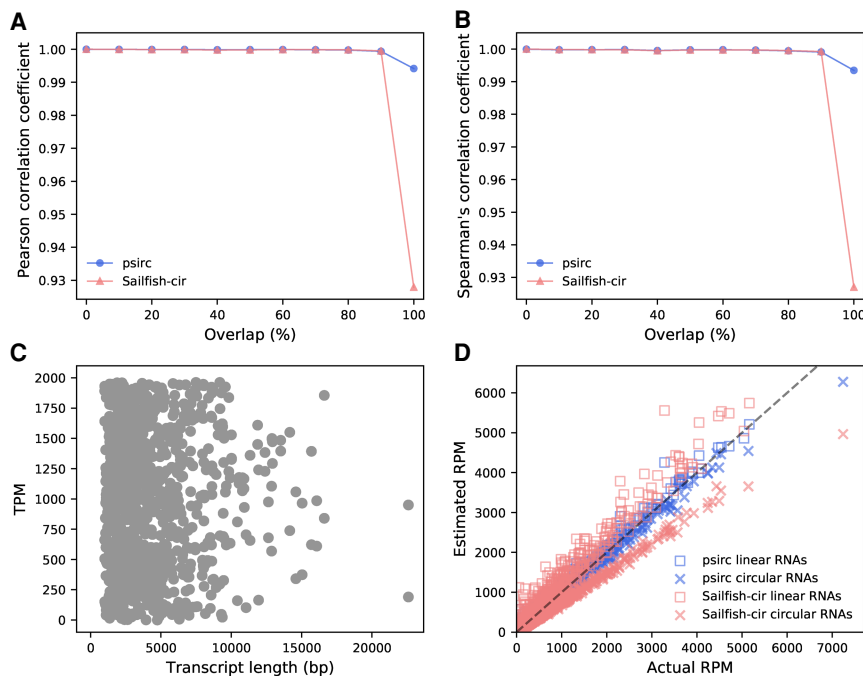 A
Pearson correlation coefficient
1.00
0.99
0.98
0.97
0.96
0.95
0.94
0.93
psirc
Sailfish-cir
0
20
40
60
80
100
Overlap (%)
B
Spearman's correlation coefficient
1.00
0.99
0.98
0.97
0.96
0.95
0.94
0.93
psirc
Sailfish-cir
0
20
40
60
80
100
Overlap (%)
C
TPM
2000
1750
1500
1250
1000
750
500
250
0
0
5000
10000
15000
20000
Transcript length (bp)
D
Estimated RPM
6000
5000
4000
3000
2000
1000
0
psirc linear RNAs
psirc circular RNAs
Sailfish-cir linear RNAs
Sailfish-cir circular RNAs
0
1000
2000
3000
4000
5000
6000
7000
Actual RPM